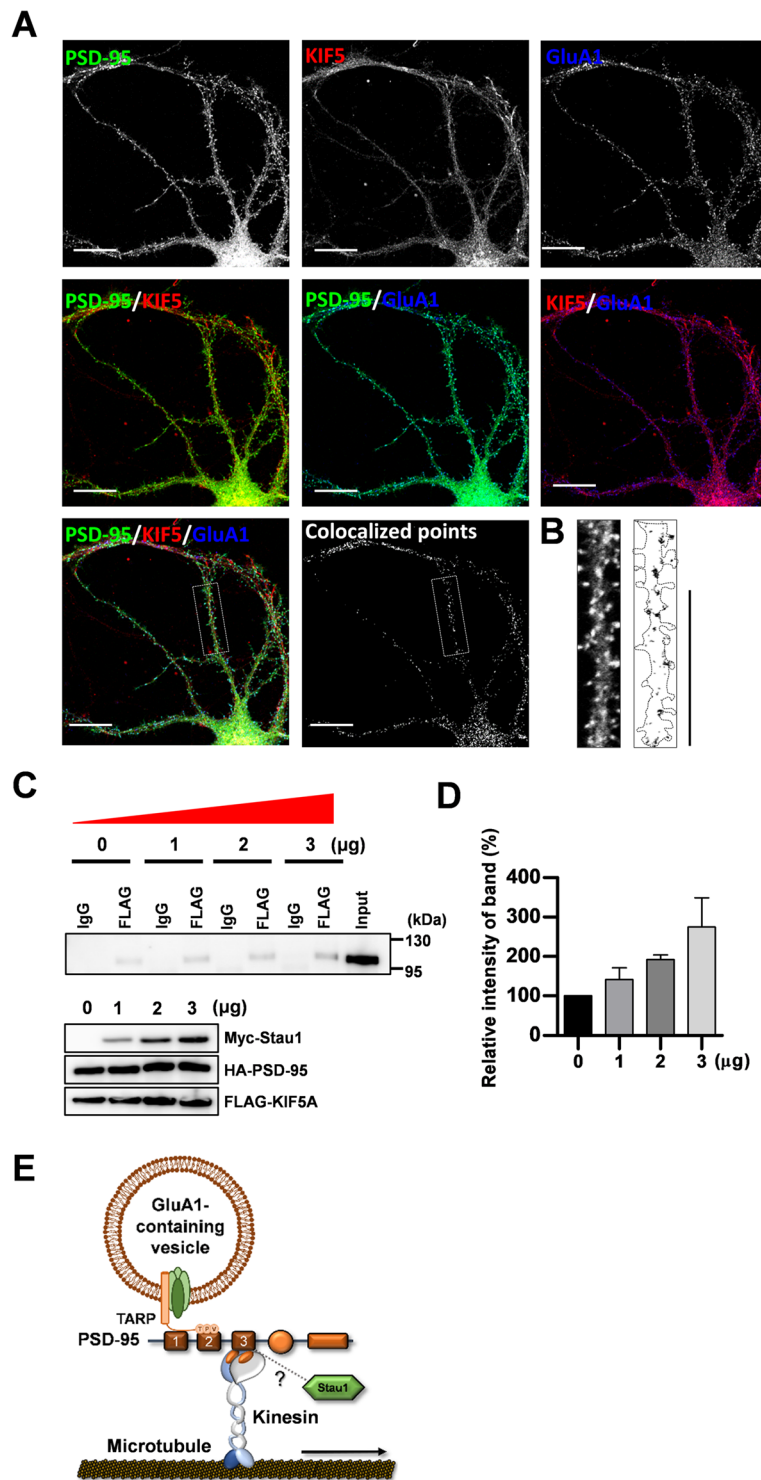 A
PSD-95
KIF5
GluA1
PSD-95/KIF5
PSD-95/GluA1
KIF5/GluA1
PSD-95/KIF5/GluA1
Colocalized points
B
C
0 1 2 3 (μg)
IgG FLAG IgG FLAG IgG FLAG IgG FLAG Input (kDa)
130
95
0 1 2 3 (μg)
Myc-Stau1
HA-PSD-95
FLAG-KIF5A
D
Relative intensity of band (%)
400
300
200
100
0
0 1 2 3 (μg)
E
GluA1-
containing
vesicle
TARP
T P V
PSD-95
1 2 3
?
Stau1
Kinesin
Microtubule